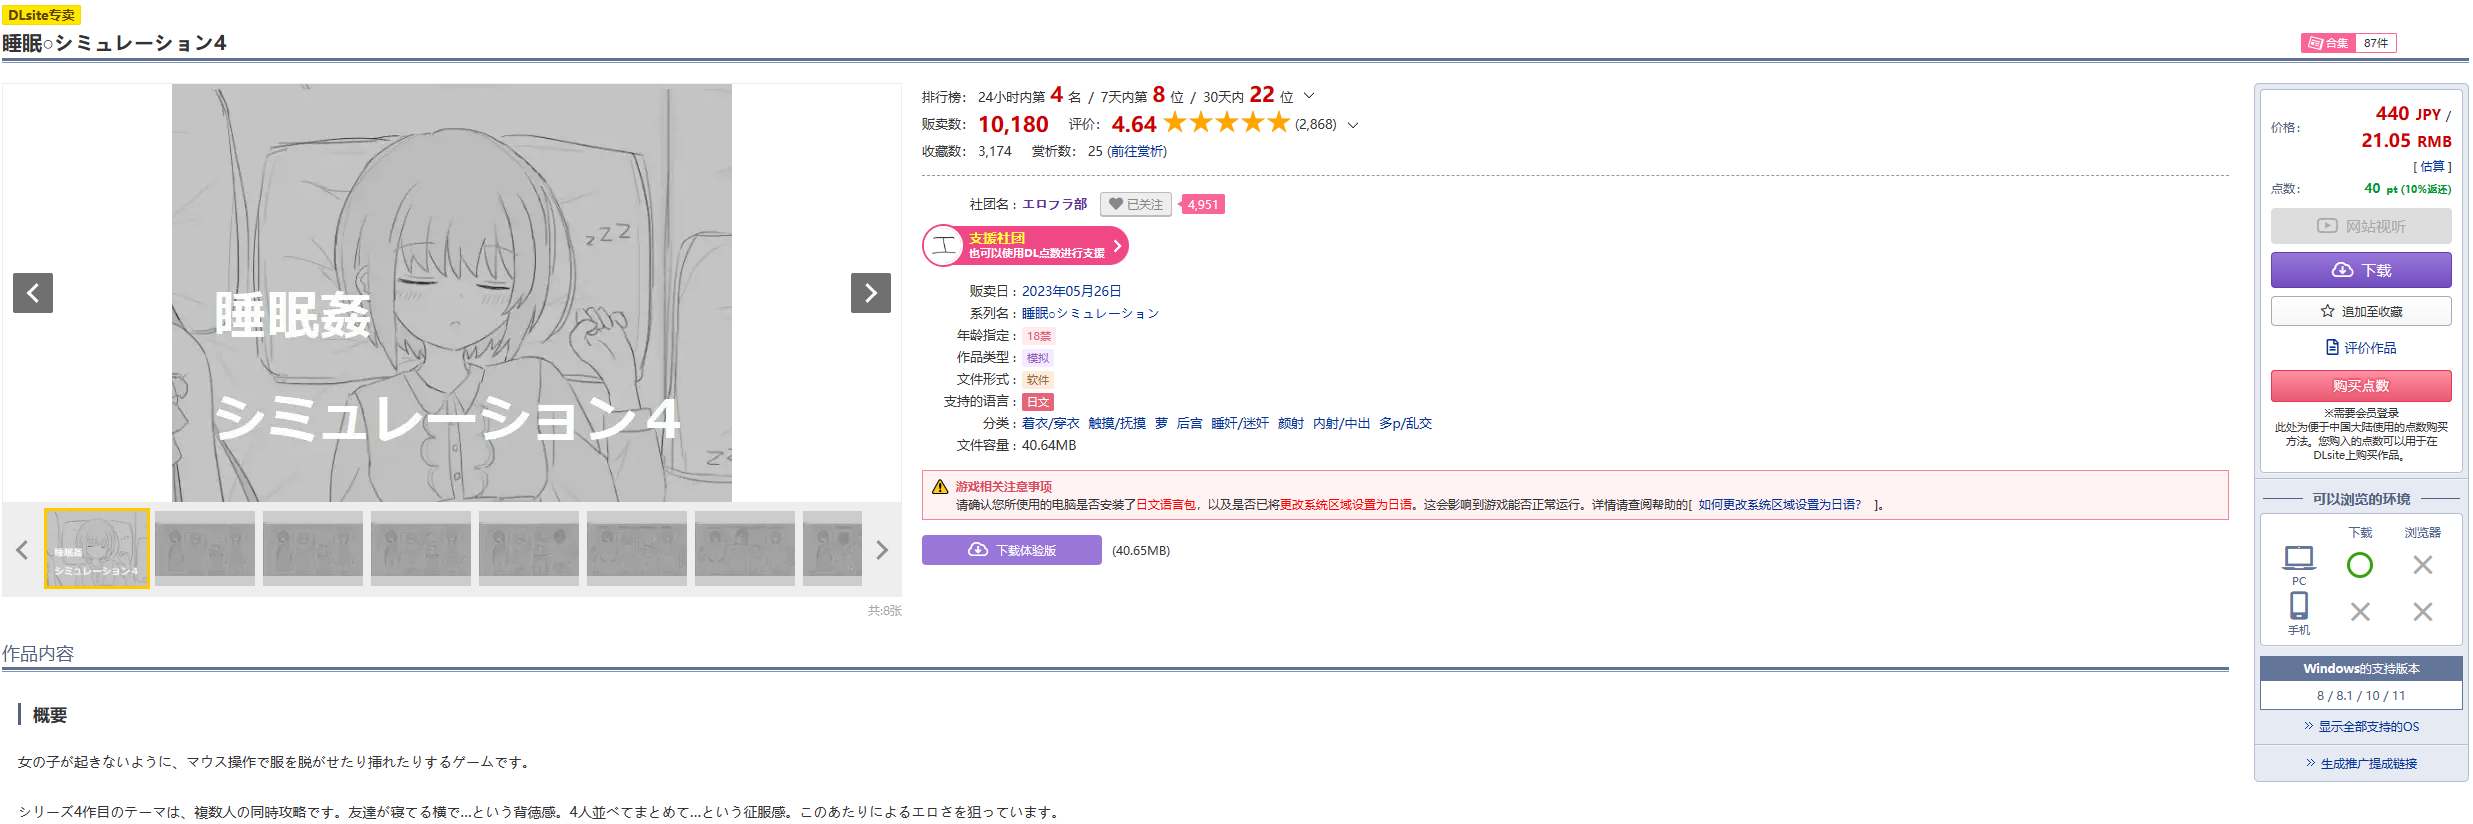 DLsite专卖
睡眠○シミュレーション4
合集 87件
睡眠姦
シミュレーション4
zZZ
zZ
睡眠姦
シミュレーション4
共:8张
排行榜: 24小时内第 4 名 / 7天内第 8 位 / 30天内 22 位
贩卖数: 10,180 评价: 4.64 (2,868)
收藏数: 3,174 赏析数: 25 (前往赏析)
社团名 : エロフラ部 已关注 4,951
工
支援社团
也可以使用DL点数进行支援
贩卖日 : 2023年05月26日
系列名 : 睡眠○シミュレーション
年龄指定 : 18禁
作品类型 : 模拟
文件形式 : 软件
支持的语言 : 日文
分类 : 着衣/穿衣 触摸/抚摸 萝 后宫 睡奸/迷奸 颜射 内射/中出 多p/乱交
文件容量 : 40.64MB
游戏相关注意事项
请确认您所使用的电脑是否安装了日文语言包，以及是否已将更改系统区域设置为日语。这会影响到游戏能否正常运行。详情请查阅帮助的[ 如何更改系统区域设置为日语? ]。
下载体验版 (40.65MB)
价格: 440 JPY /
21.05 RMB
[ 估算 ]
点数: 40 pt (10%返还)
网站视听
下载
追加至收藏
评价作品
购买点数
※需要会员登录
此处为便于中国大陆使用的点数购买
方法。您购入的点数可以用于在
DLsite上购买作品。
可以浏览的环境
下载 浏览器
PC
手机
Windows的支持版本
8 / 8.1 / 10 / 11
显示全部支持的OS
生成推广提成链接
作品内容
概要
女の子が起きないように、マウス操作で服を脱がせたり挿れたりするゲームです。
シリーズ4作目のテーマは、複数人の同時攻略です。友達が寝てる横で…という背徳感。4人並べてまとめて…という征服感。このあたりによるエロさを狙っています。